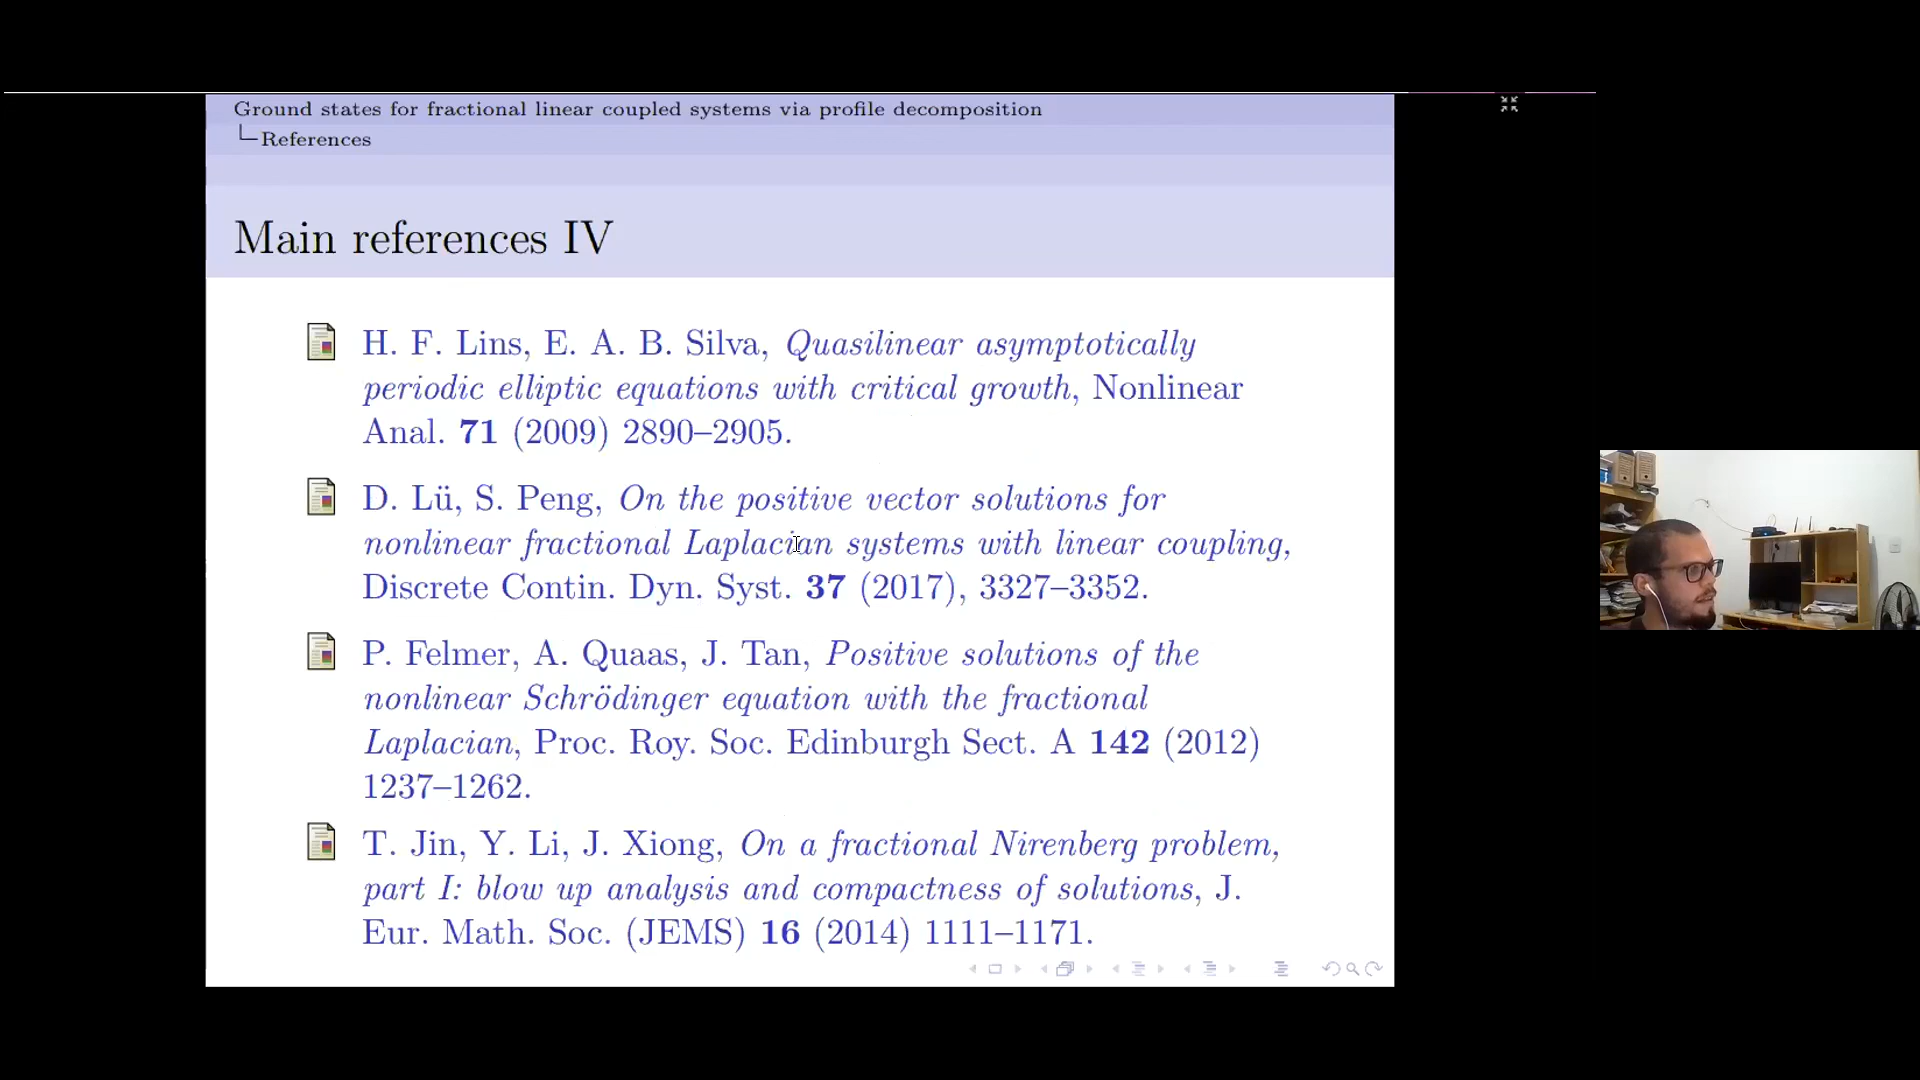 Ground states for fractional linear coupled systems via profile decomposition
References
Main references IV
H. F. Lins, E. A. B. Silva, Quasilinear asymptotically
periodic elliptic equations with critical growth, Nonlinear
Anal. 71 (2009) 2890–2905.
D. Lü, S. Peng, On the positive vector solutions for
nonlinear fractional Laplacian systems with linear coupling,
Discrete Contin. Dyn. Syst. 37 (2017), 3327–3352.
P. Felmer, A. Quaas, J. Tan, Positive solutions of the
nonlinear Schrödinger equation with the fractional
Laplacian, Proc. Roy. Soc. Edinburgh Sect. A 142 (2012)
1237–1262.
T. Jin, Y. Li, J. Xiong, On a fractional Nirenberg problem,
part I: blow up analysis and compactness of solutions, J.
Eur. Math. Soc. (JEMS) 16 (2014) 1111–1171.